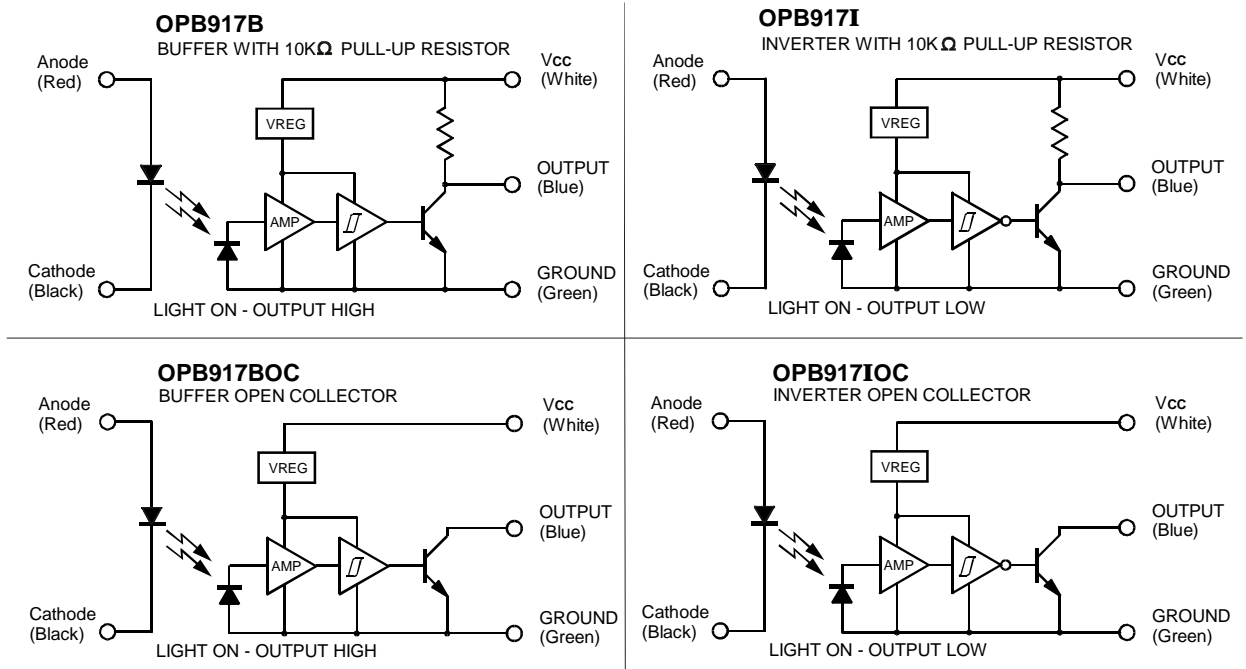 OPB917B
BUFFER WITH 10KΩ PULL-UP RESISTOR
Anode
(Red)
Vcc
(White)
VREG
OUTPUT
(Blue)
AMP
Cathode
(Black)
GROUND
(Green)
LIGHT ON - OUTPUT HIGH
OPB917I
INVERTER WITH 10KΩ PULL-UP RESISTOR
Anode
(Red)
Vcc
(White)
VREG
OUTPUT
(Blue)
AMP
Cathode
(Black)
GROUND
(Green)
LIGHT ON - OUTPUT LOW
OPB917BOC
BUFFER OPEN COLLECTOR
Anode
(Red)
Vcc
(White)
VREG
OUTPUT
(Blue)
AMP
Cathode
(Black)
GROUND
(Green)
LIGHT ON - OUTPUT HIGH
OPB917IOC
INVERTER OPEN COLLECTOR
Anode
(Red)
Vcc
(White)
VREG
OUTPUT
(Blue)
AMP
Cathode
(Black)
GROUND
(Green)
LIGHT ON - OUTPUT LOW